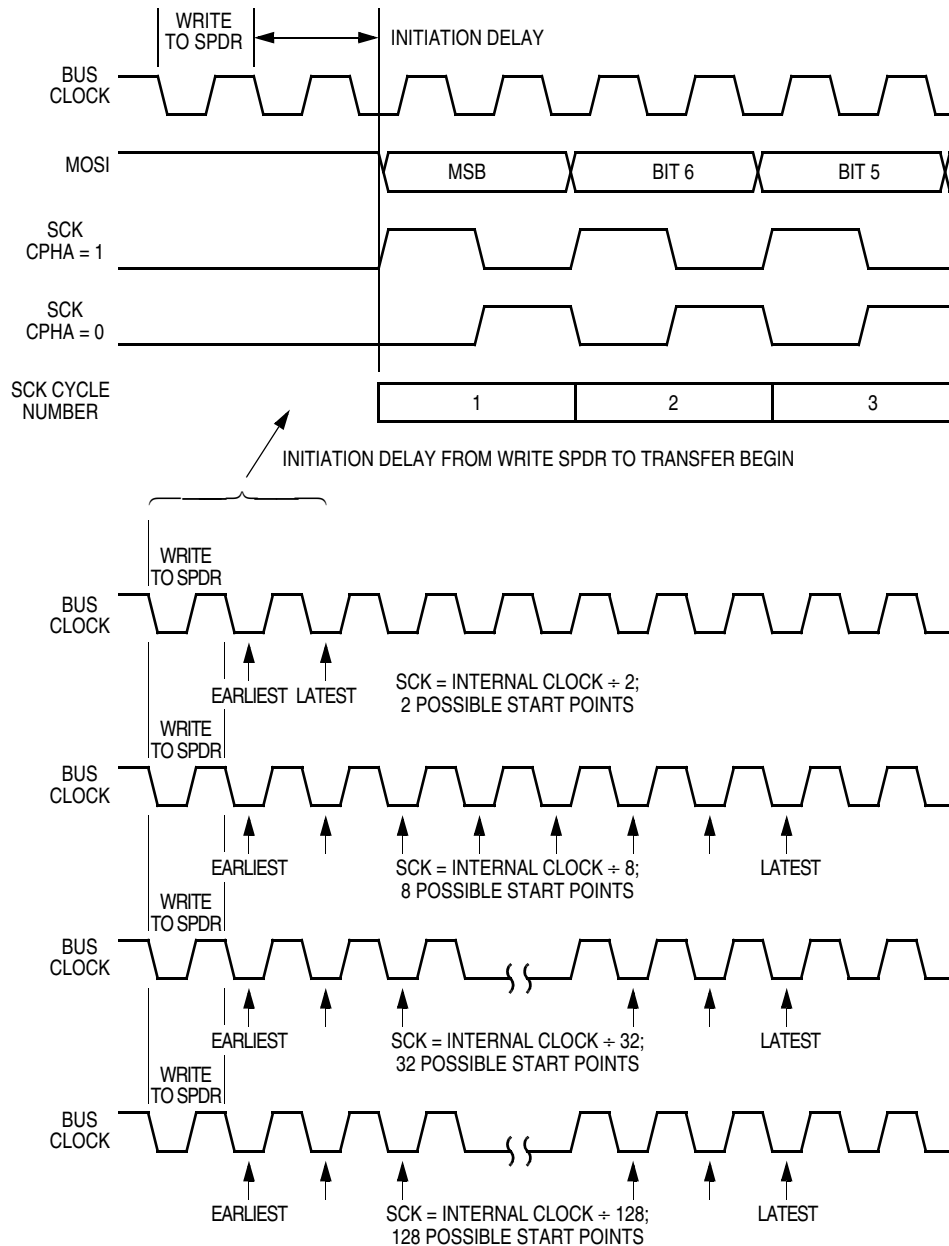 WRITE
TO SPDR
INITIATION DELAY
BUS
CLOCK
MOSI
MSB
BIT 6
BIT 5
SCK
CPHA = 1
SCK
CPHA = 0
SCK CYCLE
NUMBER
1
2
3
INITIATION DELAY FROM WRITE SPDR TO TRANSFER BEGIN
WRITE
TO SPDR
BUS
CLOCK
EARLIEST
LATEST
SCK = INTERNAL CLOCK ÷ 2;
2 POSSIBLE START POINTS
WRITE
TO SPDR
BUS
CLOCK
EARLIEST
SCK = INTERNAL CLOCK ÷ 8;
8 POSSIBLE START POINTS
LATEST
WRITE
TO SPDR
BUS
CLOCK
EARLIEST
SCK = INTERNAL CLOCK ÷ 32;
32 POSSIBLE START POINTS
LATEST
WRITE
TO SPDR
BUS
CLOCK
EARLIEST
SCK = INTERNAL CLOCK ÷ 128;
128 POSSIBLE START POINTS
LATEST